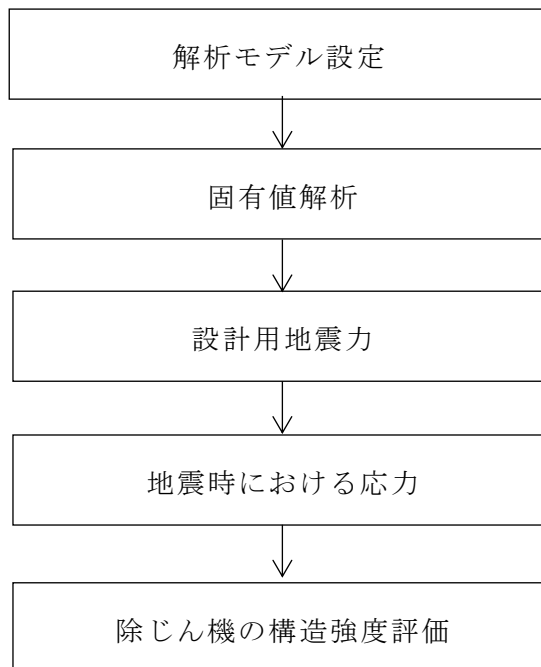 解析モデル設定
固有値解析
設計用地震力
地震時における応力
除じん機の構造強度評価